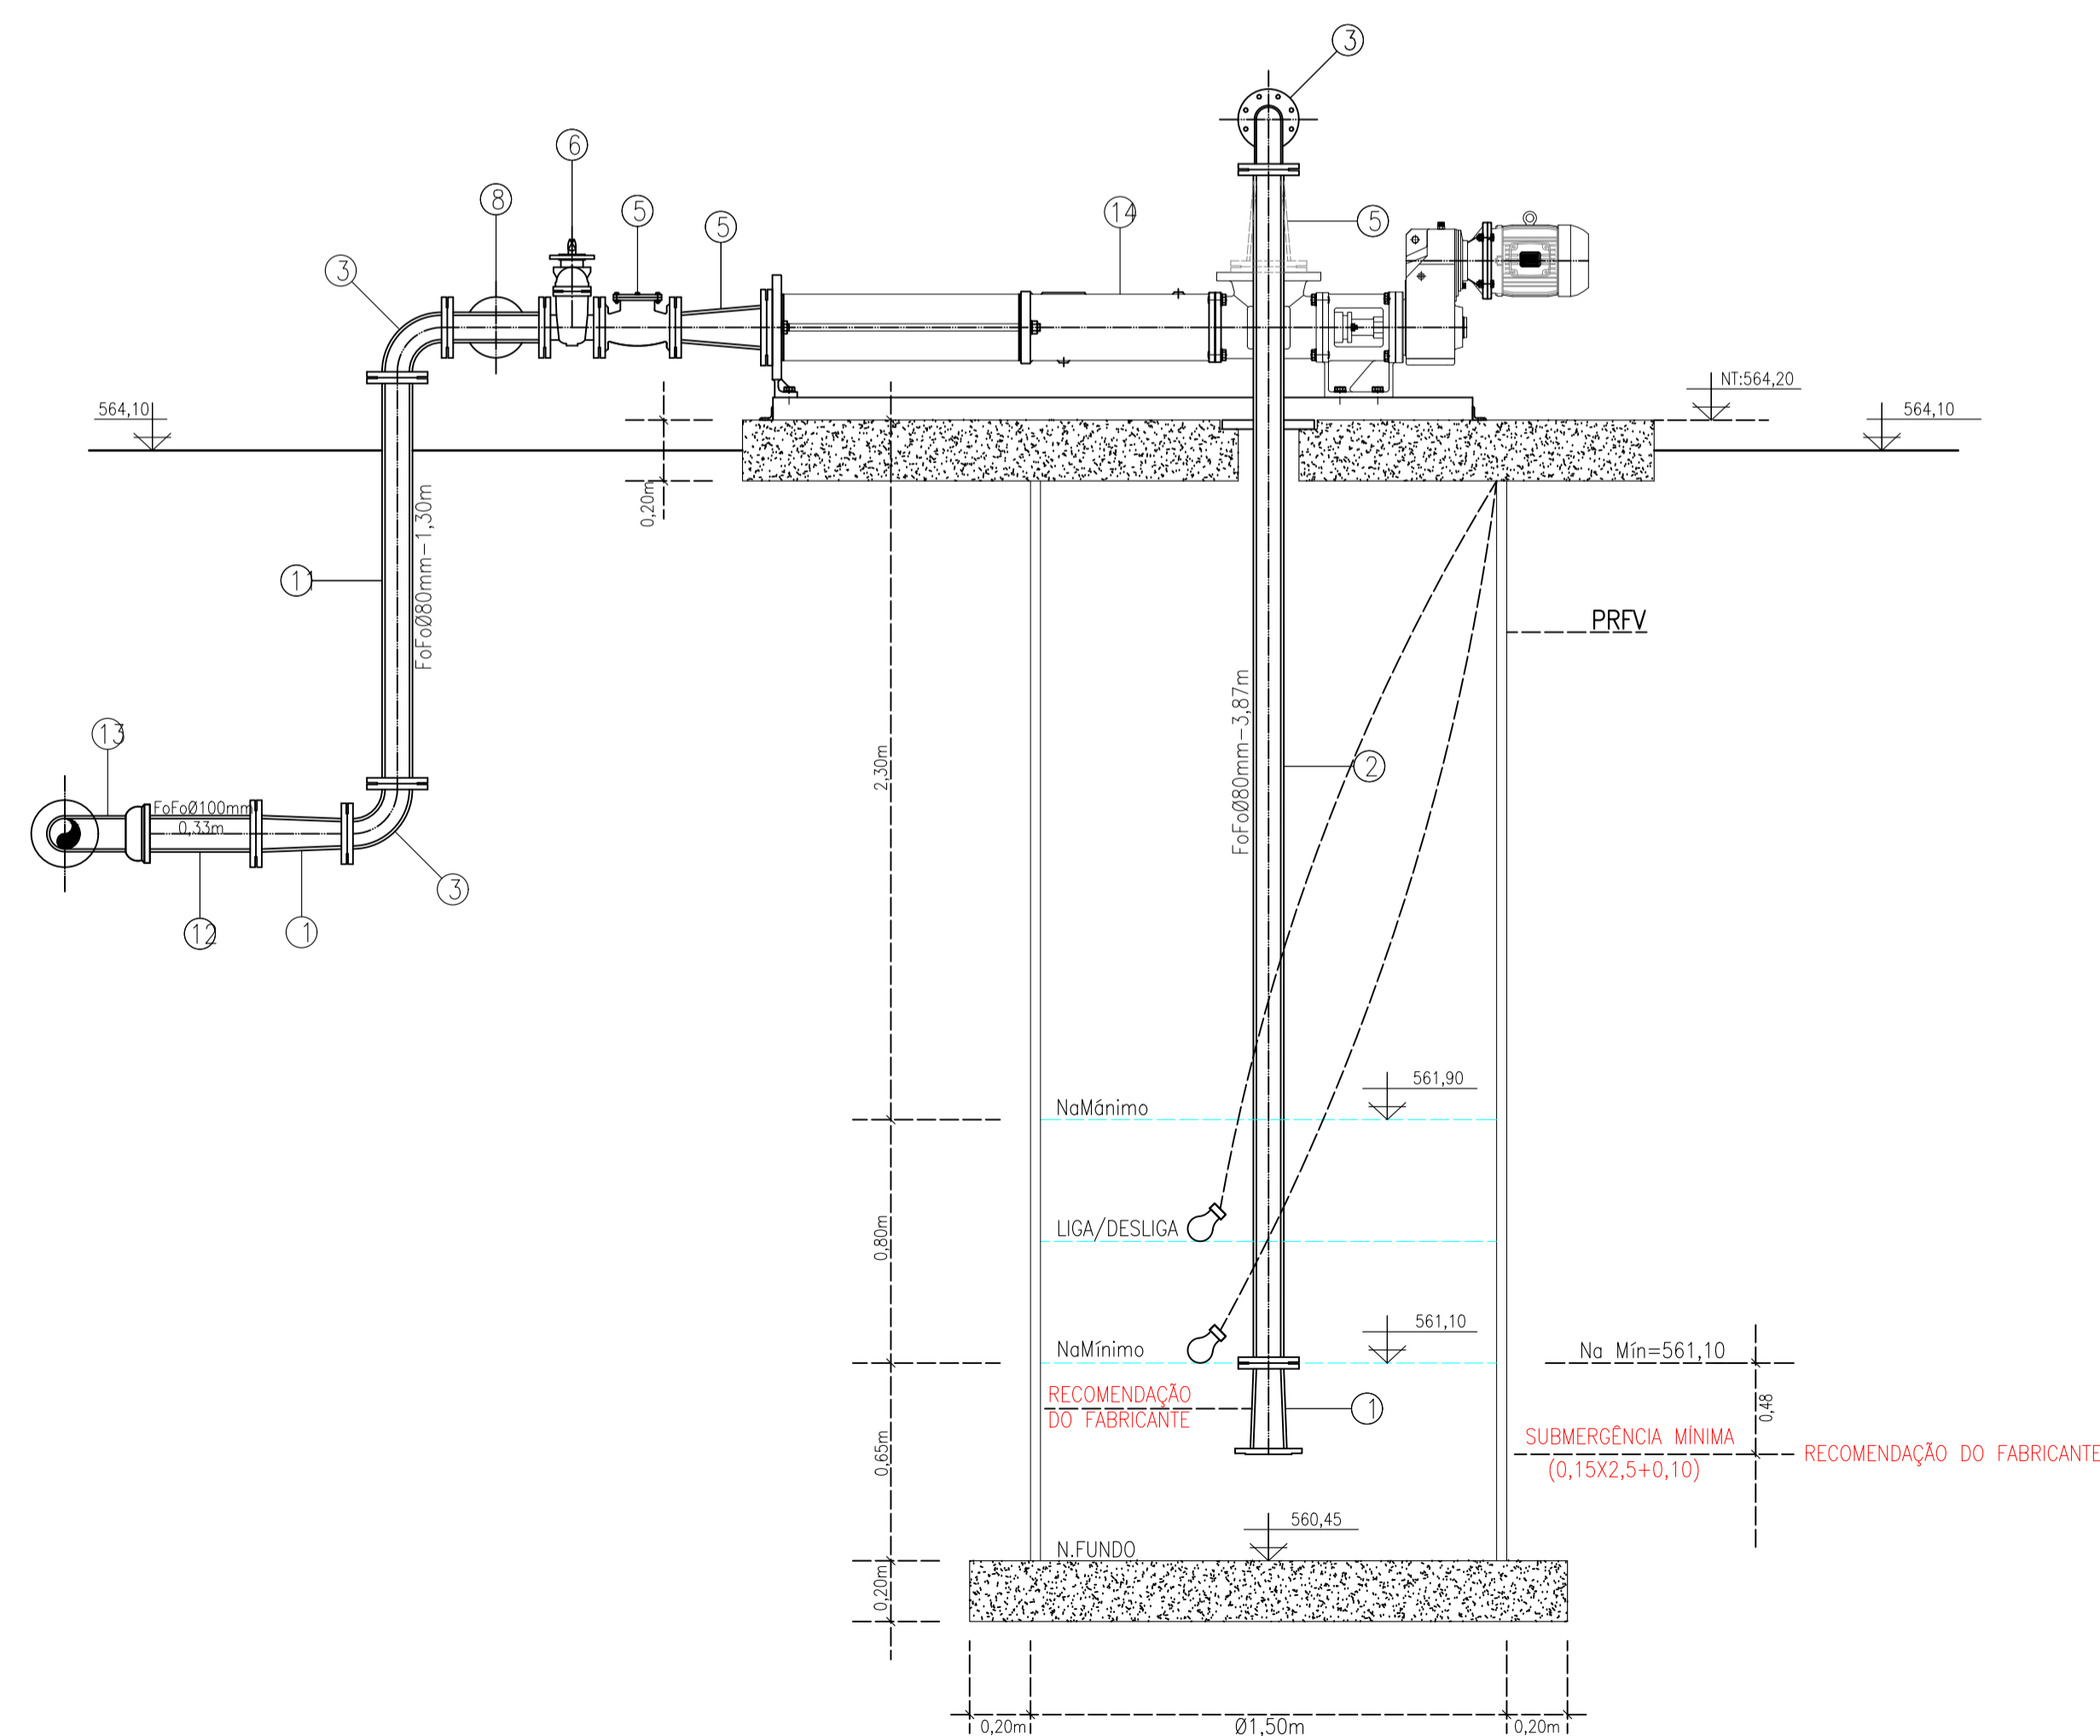 3
6
8
5
5
14
5
3
NT:564,20
564,10
564,10
0,20m
FoFoØ80mm-1,30m
11
PRFV
FoFoØ80mm-3,87m
2
2,30m
13
FoFoØ100mm
0,33m
12
1
3
NaMánimo
561,90
LIGA/DESLIGA
0,80m
NaMínimo
561,10
Na Mín=561,10
RECOMENDAÇÃO
DO FABRICANTE
1
0,48
0,65m
SUBMERGÊNCIA MÍNIMA
(0,15X2,5+0,10)
RECOMENDAÇÃO DO FABRICANTE
560,45
N.FUNDO
0,20m
0,20m
Ø1,50m
0,20m